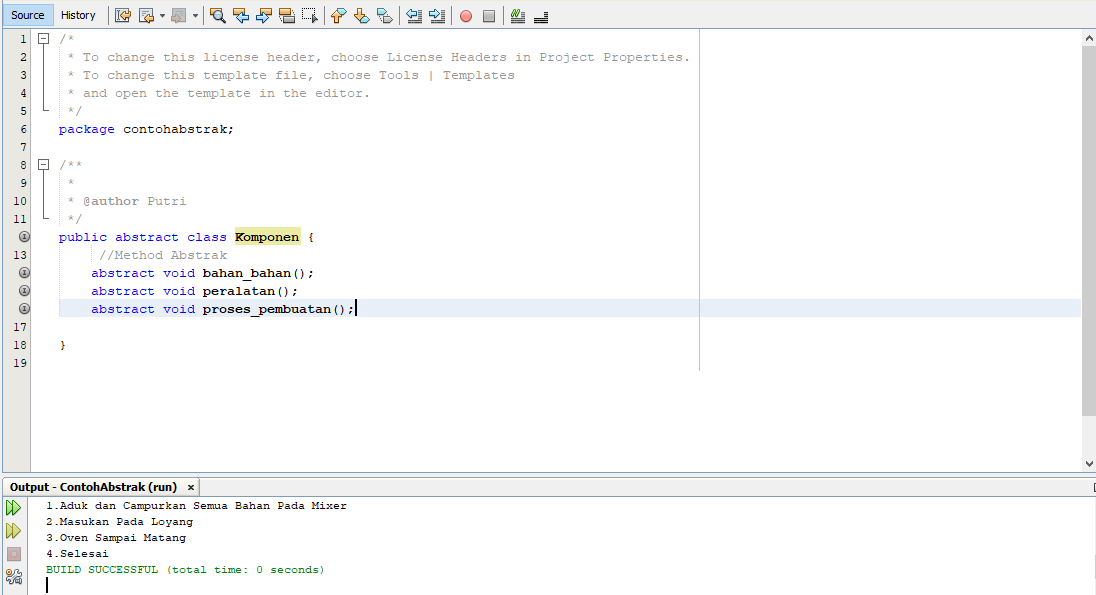 Source History
1 /*
2 * To change this license header, choose License Headers in Project Properties.
3 * To change this template file, choose Tools | Templates
4 * and open the template in the editor.
5 */
6 package contohabstrak;
7
8 /**
9 *
10 * @author Putri
11 */
public abstract class Komponen {
13 //Method Abstrak
abstract void bahan_bahan();
abstract void peralatan();
abstract void proses_pembuatan();
17
18 }
19
Output - ContohAbstrak (run) ×
1.Aduk dan Campurkan Semua Bahan Pada Mixer
2.Masukan Pada Loyang
3.Oven Sampai Matang
4.Selesai
BUILD SUCCESSFUL (total time: 0 seconds)